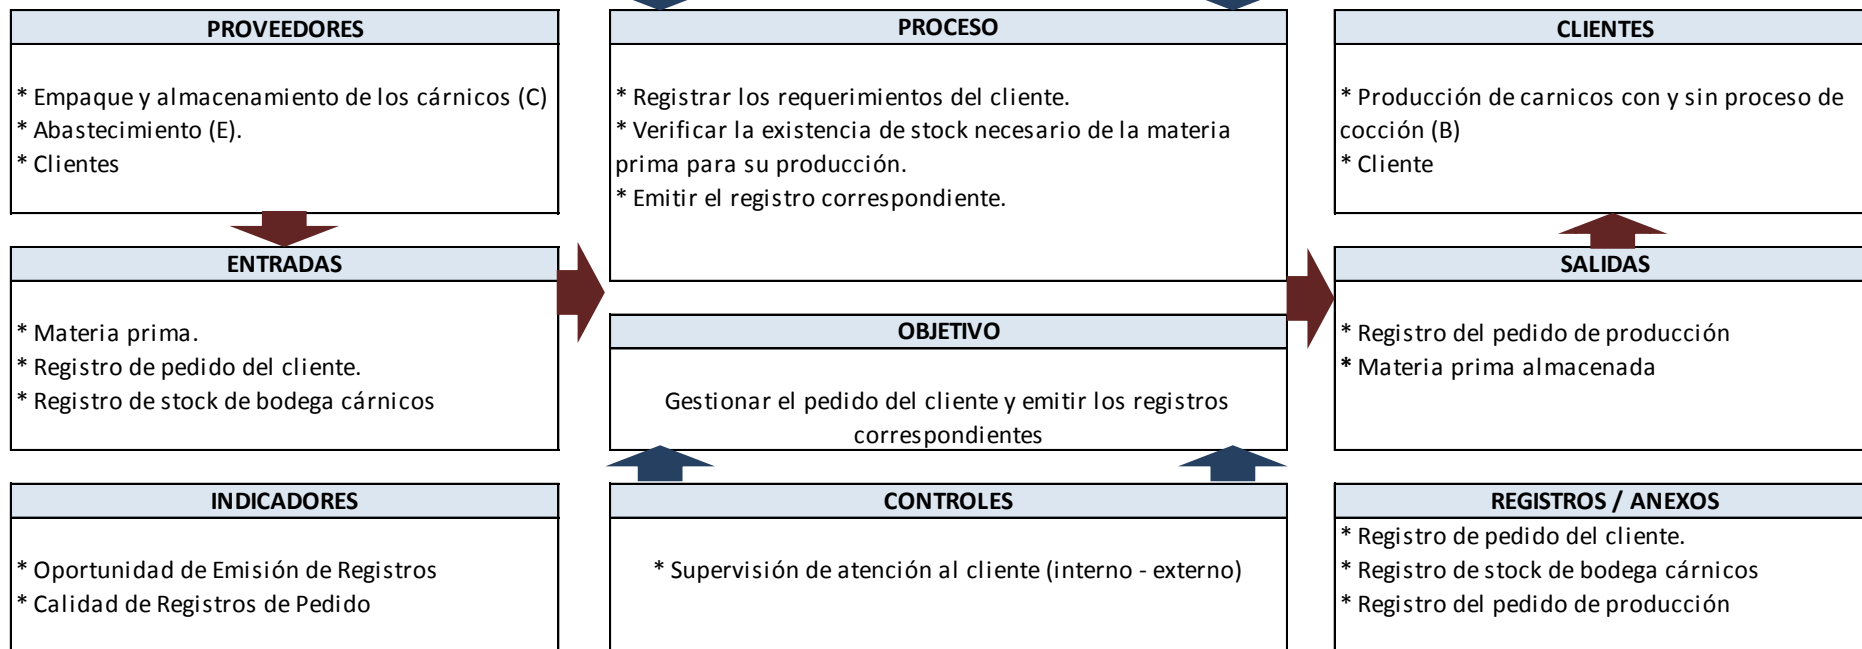 PROVEEDORES
* Empaque y almacenamiento de los cárnicos (C)
* Abastecimiento (E).
* Clientes
PROCESO
* Registrar los requerimientos del cliente.
* Verificar la existencia de stock necesario de la materia
prima para su producción.
* Emitir el registro correspondiente.
CLIENTES
* Producción de carnicos con y sin proceso de
cocción (B)
* Cliente
ENTRADAS
* Materia prima.
* Registro de pedido del cliente.
* Registro de stock de bodega cárnicos
OBJETIVO
Gestionar el pedido del cliente y emitir los registros
correspondientes
SALIDAS
* Registro del pedido de producción
* Materia prima almacenada
INDICADORES
* Oportunidad de Emisión de Registros
* Calidad de Registros de Pedido
CONTROLES
* Supervisión de atención al cliente (interno - externo)
REGISTROS / ANEXOS
* Registro de pedido del cliente.
* Registro de stock de bodega cárnicos
* Registro del pedido de producción